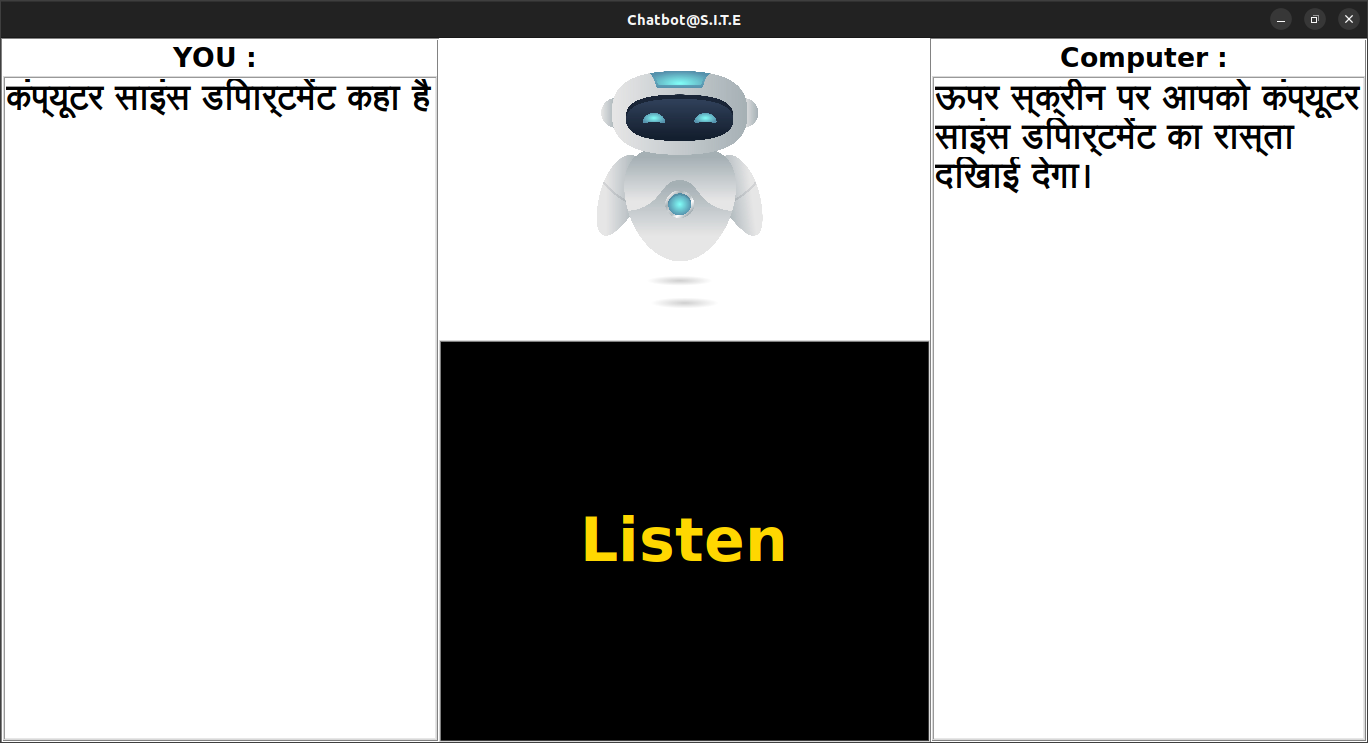 Chatbot@S.I.T.E
YOU :
कंप्यूटर साइंस डिपार्टमेंट कहा है
Listen
Computer :
ऊपर स्क्रीन पर आपको कंप्यूटर
साइंस डिपार्टमेंट का रास्ता
दिखाई देगा।